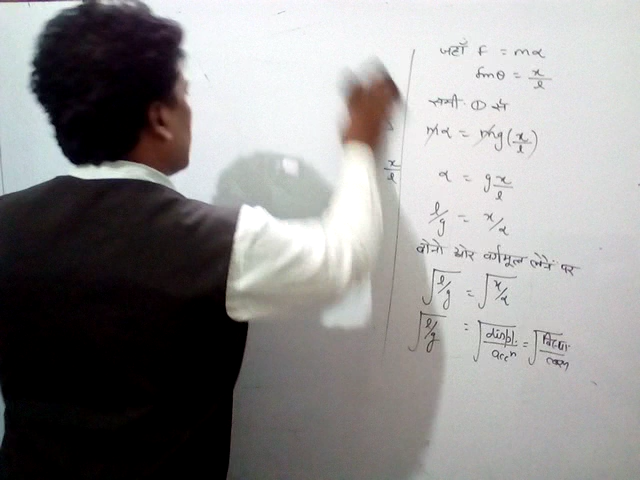 x/l
जहाँ F = mα
sinθ = x/l
समी. ① से
mα = mg(x/l)
α = g x/l
l/g = x/α
दोनों ओर वर्गमूल लेने पर
√(l/g) = √(x/α)
√(l/g) = √(displ./accⁿ) = √(विस्था./त्वरण)